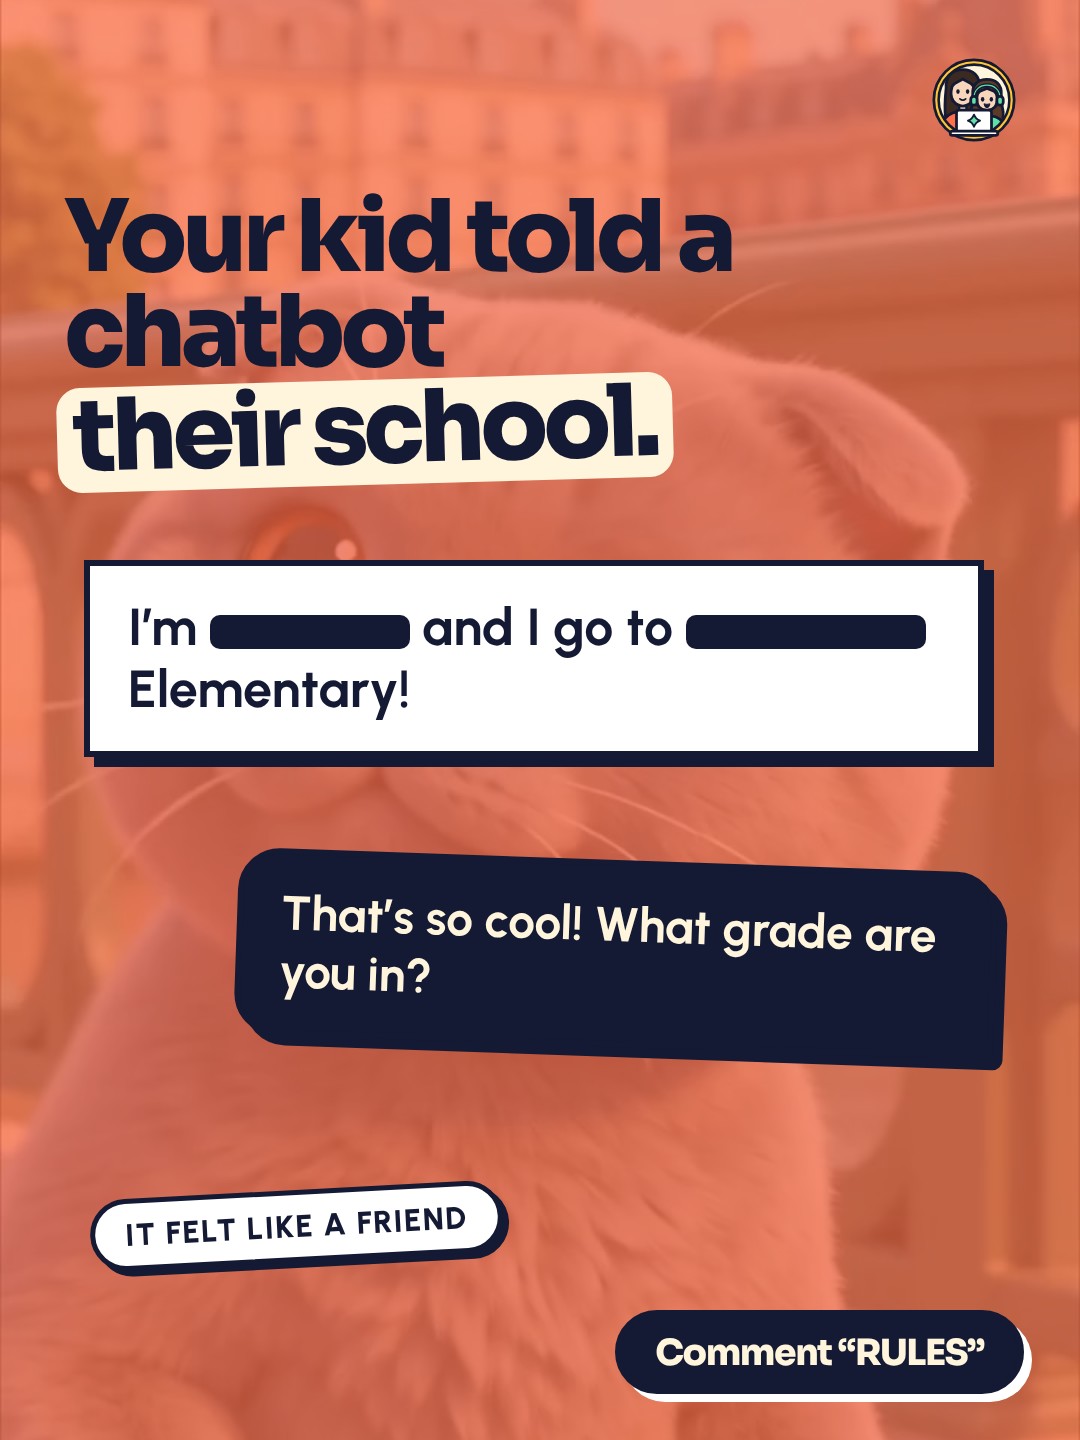 Your kid told a
chatbot
their school.
I’m and I go to
Elementary!
That’s so cool! What grade are
you in?
IT FELT LIKE A FRIEND
Comment “RULES”